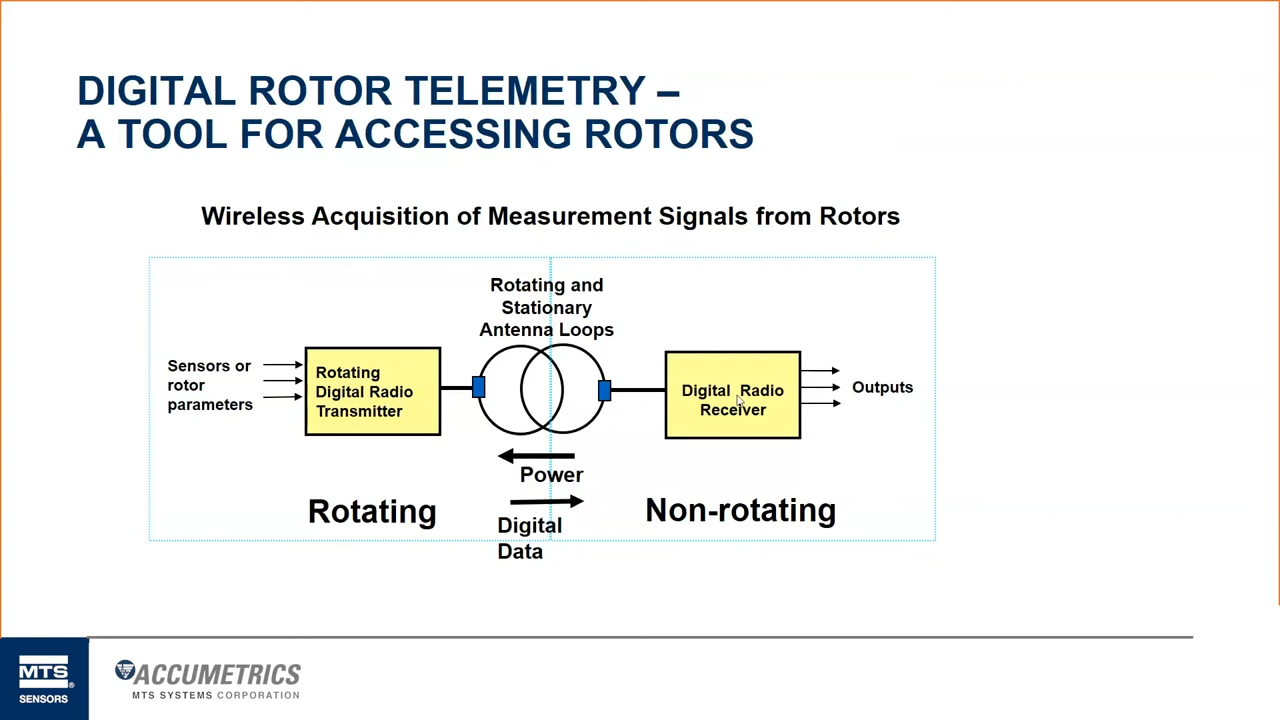 DIGITAL ROTOR TELEMETRY –
A TOOL FOR ACCESSING ROTORS
Wireless Acquisition of Measurement Signals from Rotors
Rotating and
Stationary
Antenna Loops
Sensors or
rotor
parameters
Rotating
Digital Radio
Transmitter
Digital Radio
Receiver
Outputs
Power
Rotating
Non-rotating
Digital
Data
MTS
SENSORS
ACCUMETRICS
MTS SYSTEMS CORPORATION